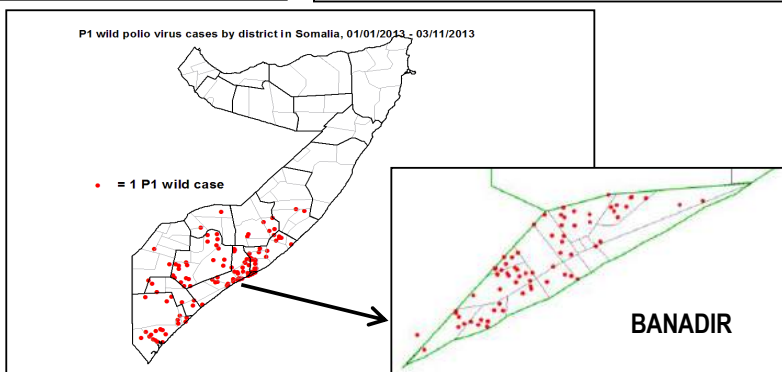 P1 wild polio virus cases by district in Somalia, 01/01/2013 - 03/11/2013
= 1 P1 wild case
BANADIR